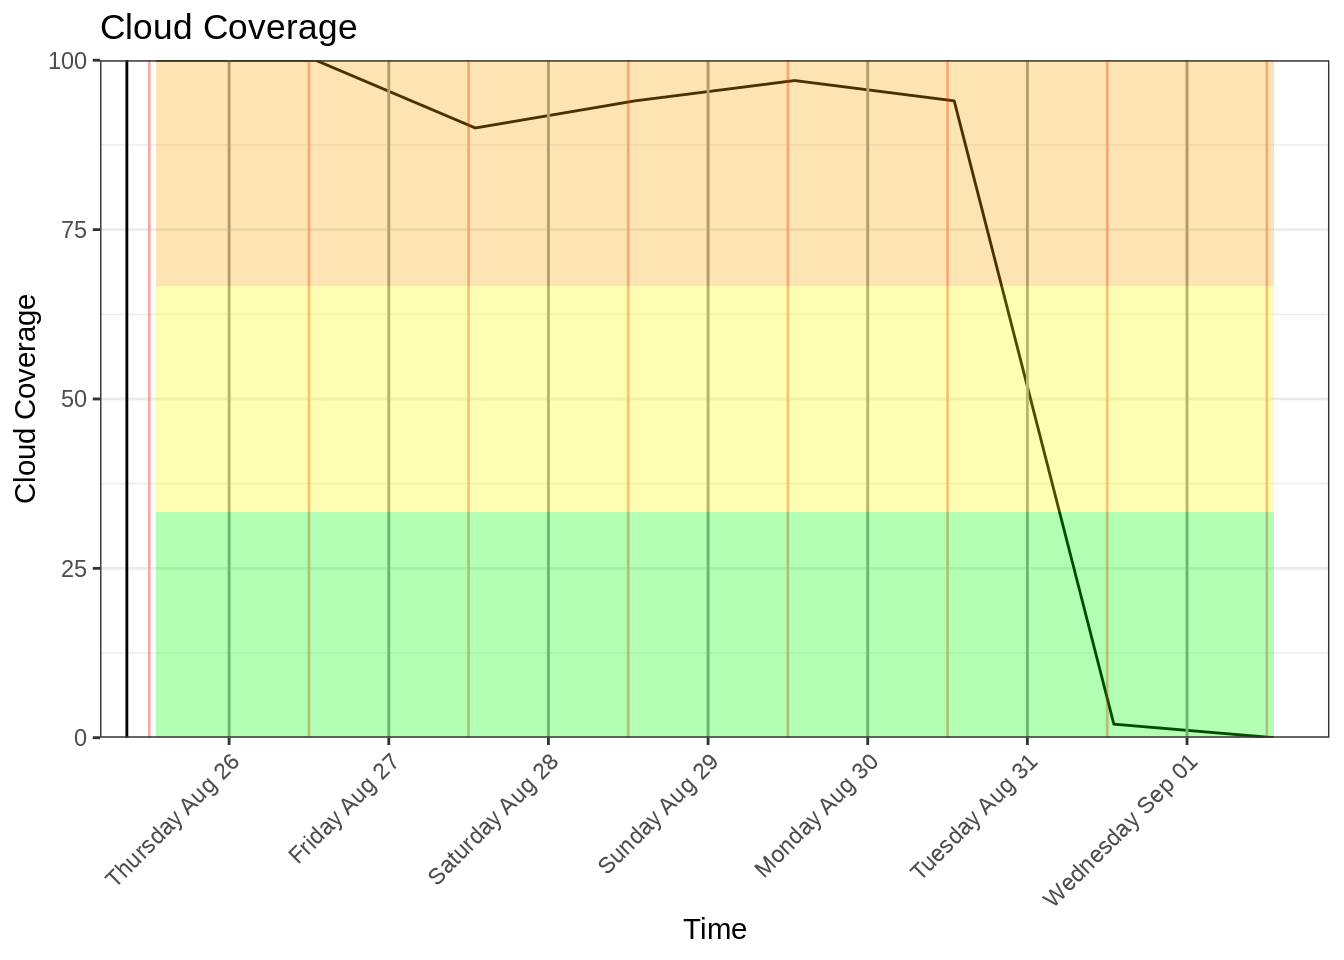 Cloud Coverage
100
75
50
25
0
Cloud Coverage
Thursday Aug 26
Friday Aug 27
Saturday Aug 28
Sunday Aug 29
Monday Aug 30
Tuesday Aug 31
Wednesday Sep 01
Time